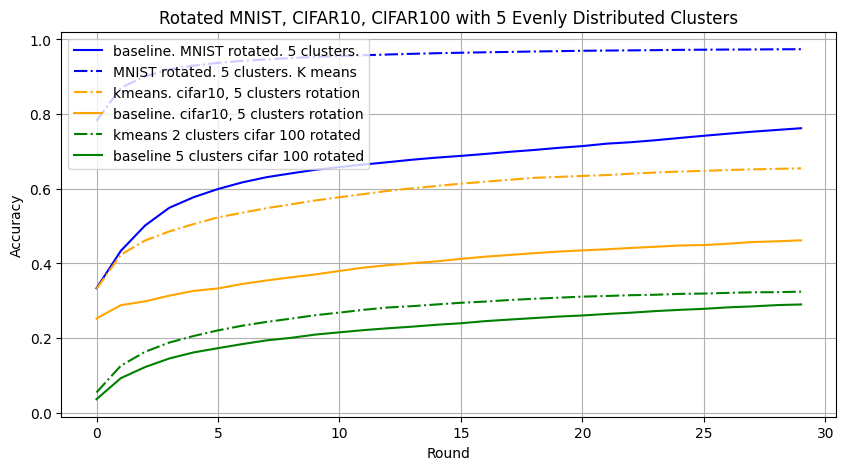 Rotated MNIST, CIFAR10, CIFAR100 with 5 Evenly Distributed Clusters
baseline. MNIST rotated. 5 clusters.
MNIST rotated. 5 clusters. K means
kmeans. cifar10, 5 clusters rotation
baseline. cifar10, 5 clusters rotation
kmeans 2 clusters cifar 100 rotated
baseline 5 clusters cifar 100 rotated
Accuracy
1.0
0.8
0.6
0.4
0.2
0.0
0 5 10 15 20 25 30
Round